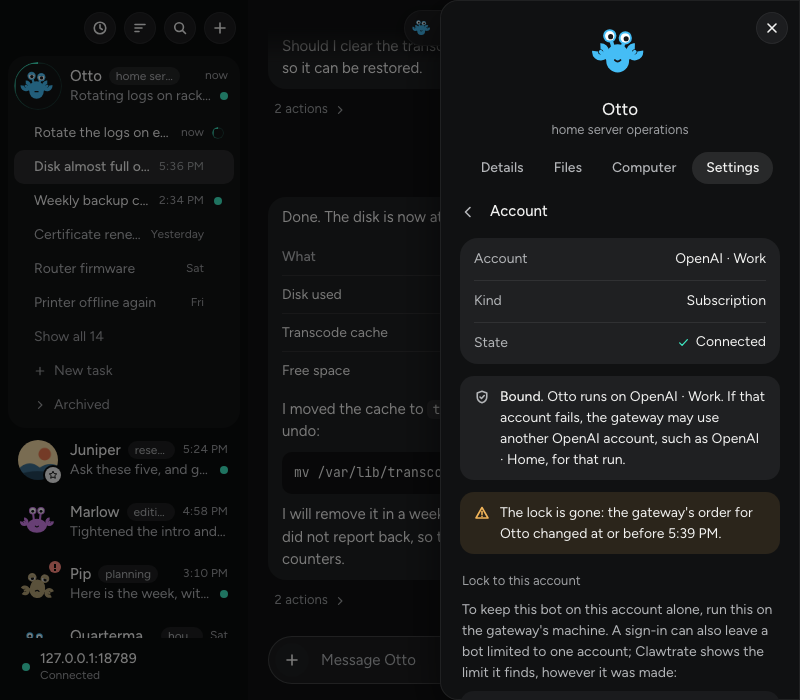 Otto home ser... now
Rotating logs on rack...
Rotate the logs on e... now
Disk almost full o... 5:36 PM
Weekly backup c... 2:34 PM
Certificate rene... Yesterday
Router firmware Sat
Printer offline again Fri
Show all 14
+ New task
Archived
Juniper rese... 5:24 PM
Ask these five, and g...
Marlow editi... 4:58 PM
Tightened the intro and...
Pip planning 3:10 PM
Here is the week, wit...
Quarterma hou... Sat
127.0.0.1:18789
Connected
Should I clear the transc
so it can be restored.
2 actions
Done. The disk is now at
What
Disk used
Transcode cache
Free space
I moved the cache to
undo:
mv /var/lib/transco
I will remove it in a week
did not report back, so t
counters.
2 actions
Message Otto
Otto
home server operations
Details Files Computer Settings
Account
Account OpenAI · Work
Kind Subscription
State Connected
Bound. Otto runs on OpenAI · Work. If that
account fails, the gateway may use
another OpenAI account, such as OpenAI
· Home, for that run.
The lock is gone: the gateway's order for
Otto changed at or before 5:39 PM.
Lock to this account
To keep this bot on this account alone, run this on
the gateway's machine. A sign-in can also leave a
bot limited to one account; Clawtrate shows the
limit it finds, however it was made: